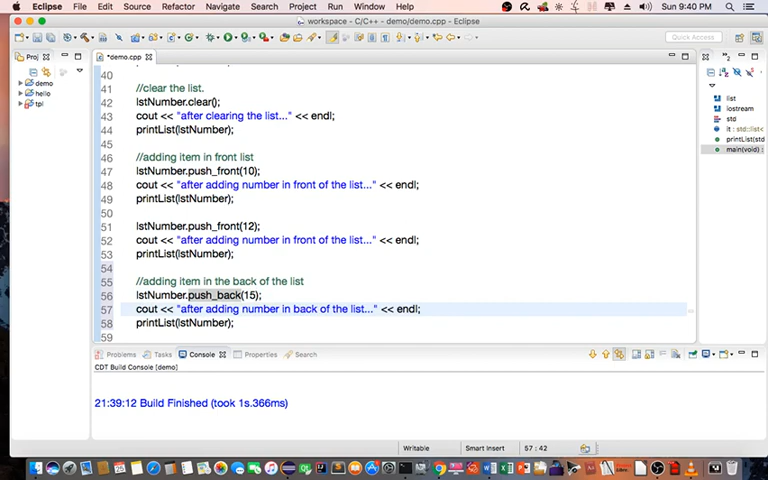 Eclipse File Edit Source Refactor Navigate Search Project Run Window Help Sun 9:40 PM
workspace - C/C++ - demo/demo.cpp - Eclipse
Quick Access
Proj
*demo.cpp
demo
hello
tpl
40
41 //clear the list.
42 lstNumber.clear();
43 cout << "after clearing the list..." << endl;
44 printList(lstNumber);
45
46 //adding item in front list
47 lstNumber.push_front(10);
48 cout << "after adding number in front of the list..." << endl;
49 printList(lstNumber);
50
51 lstNumber.push_front(12);
52 cout << "after adding number in front of the list..." << endl;
53 printList(lstNumber);
54
55 //adding item in the back of the list
56 lstNumber.push_back(15);
57 cout << "after adding number in back of the list..." << endl;
58 printList(lstNumber);
59
list
iostream
std
it : std::list<
printList(std
main(void) :
Problems Tasks Console Properties Search
CDT Build Console [demo]
21:39:12 Build Finished (took 1s.366ms)
Writable Smart Insert 57 : 42